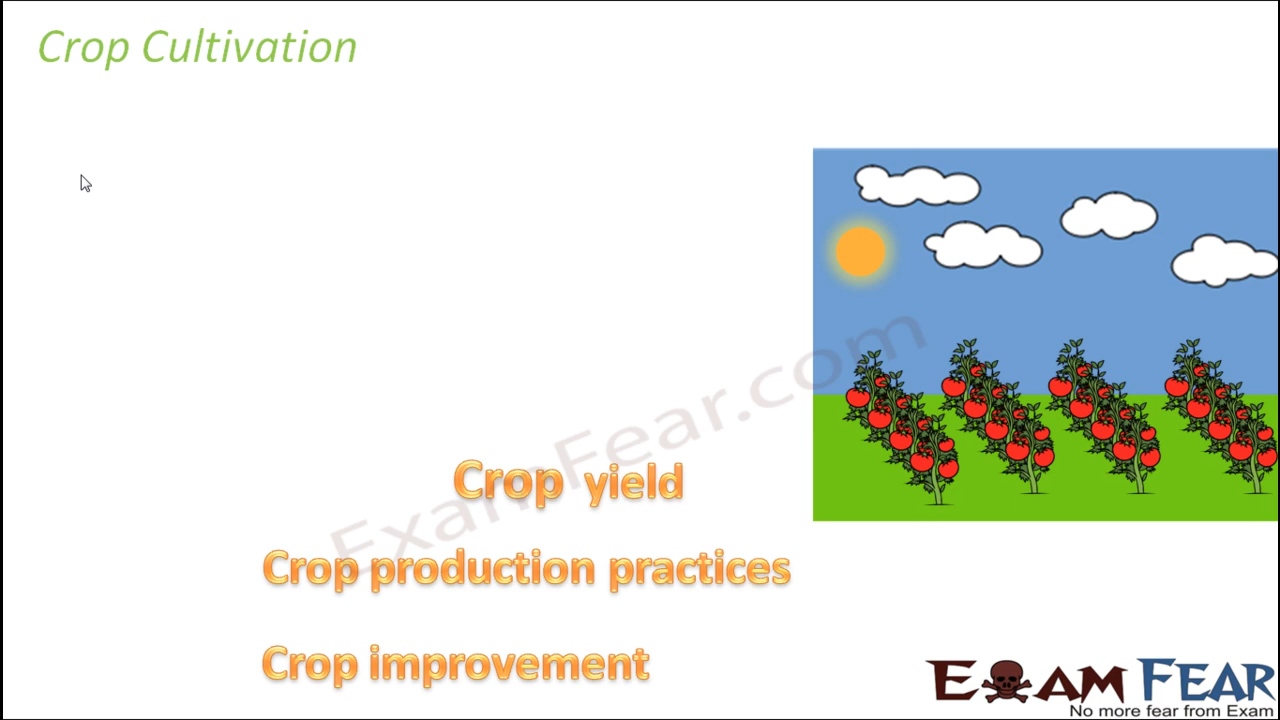 Crop Cultivation
ExamFear.com
Crop yield
Crop production practices
Crop improvement
EXAM FEAR
No more fear from Exam